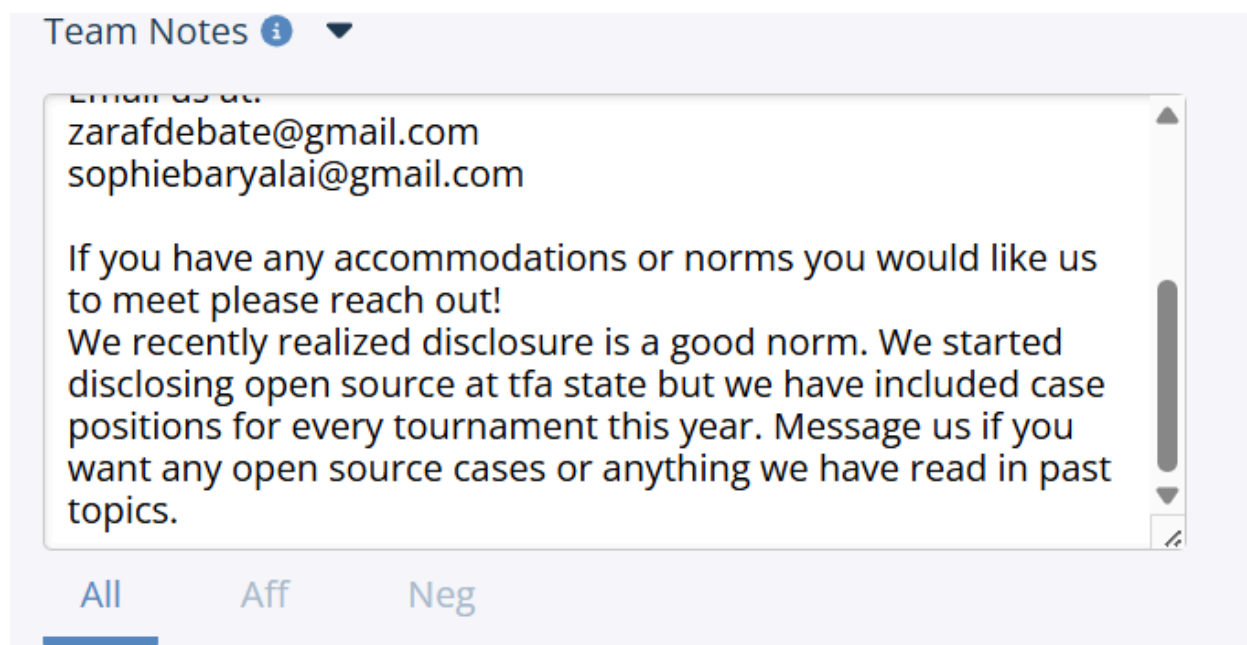 Team Notes
Email us at:
zarafdebate@gmail.com
sophiebaryalai@gmail.com
If you have any accommodations or norms you would like us
to meet please reach out!
We recently realized disclosure is a good norm. We started
disclosing open source at tfa state but we have included case
positions for every tournament this year. Message us if you
want any open source cases or anything we have read in past
topics.
All
Aff
Neg